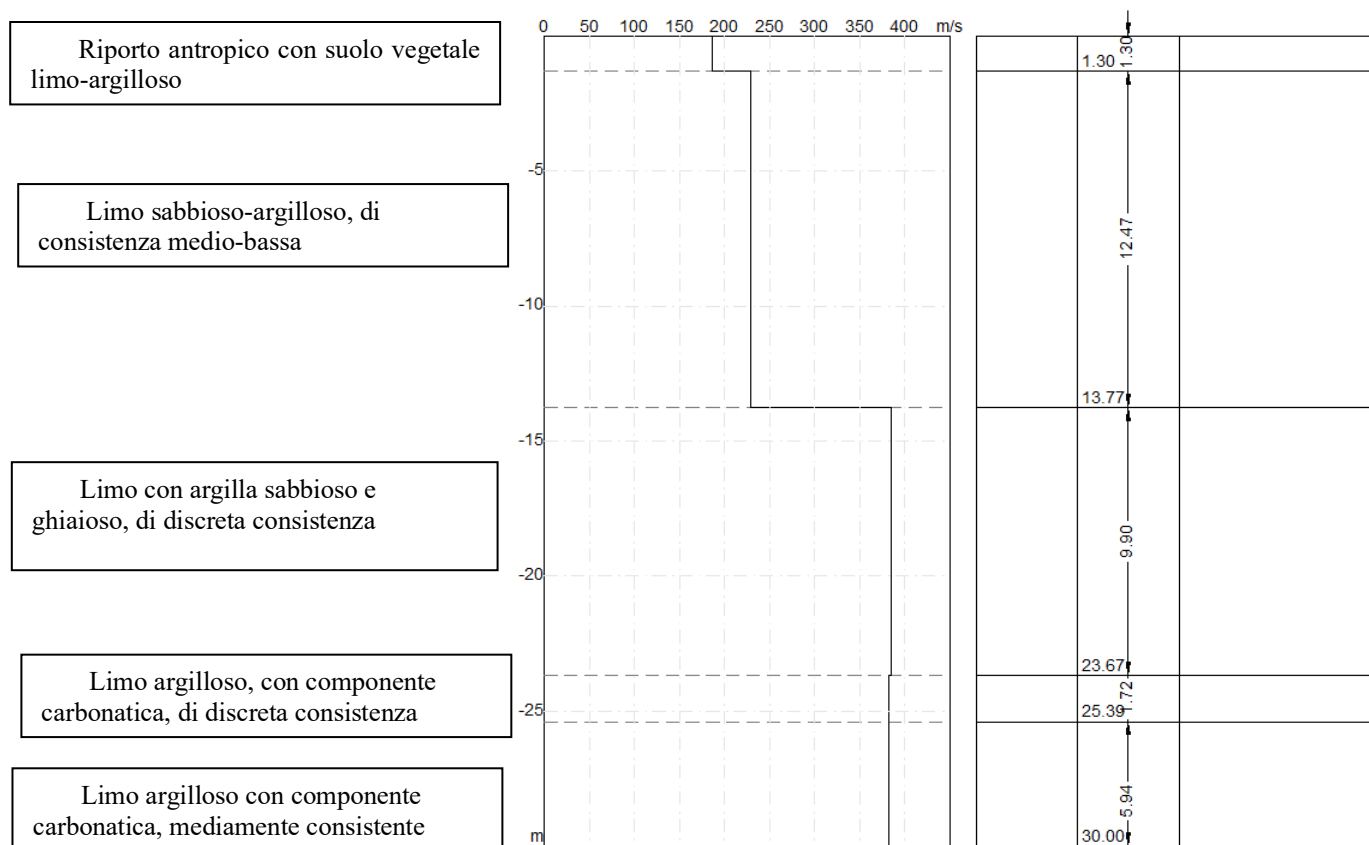 Riporto antropico con suolo vegetale
limo-argilloso
Limo sabbioso-argilloso, di
consistenza medio-bassa
Limo con argilla sabbioso e
ghiaioso, di discreta consistenza
Limo argilloso, con componente
carbonatica, di discreta consistenza
Limo argilloso con componente
carbonatica, mediamente consistente
0 50 100 150 200 250 300 350 400 m/s
-5
-10
-15
-20
-25
m
1.30
1.30
12.47
13.77
9.90
23.67
1.72
25.39
5.94
30.00